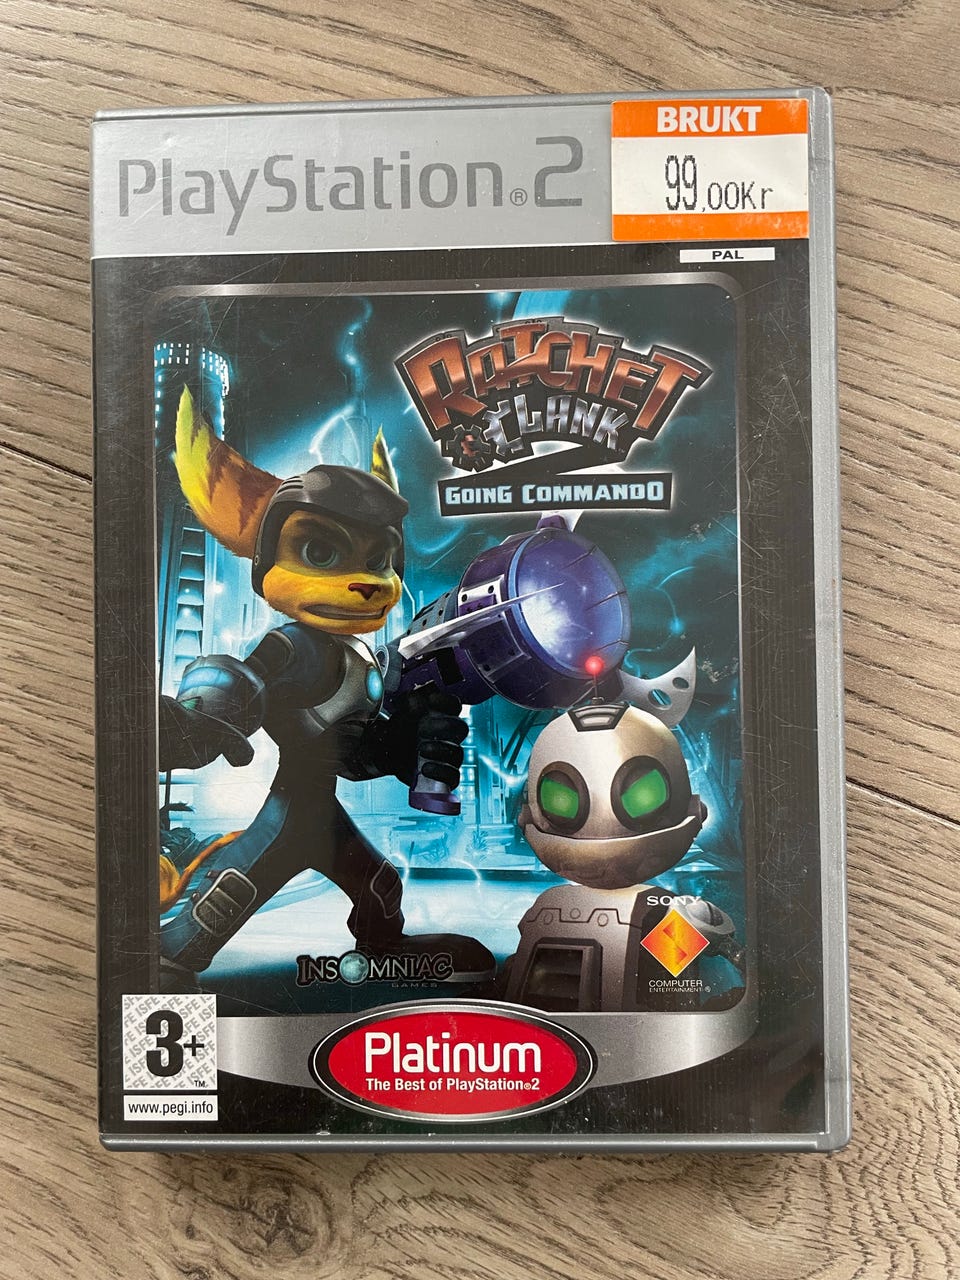 BRUKT
99,00Kr
PlayStation®2
PAL
RATCHET
& CLANK
2
GOING COMMANDO
INSOMNIAC
GAMES
SONY
COMPUTER
ENTERTAINMENT®
3+
TM
www.pegi.info
Platinum
The Best of PlayStation®2